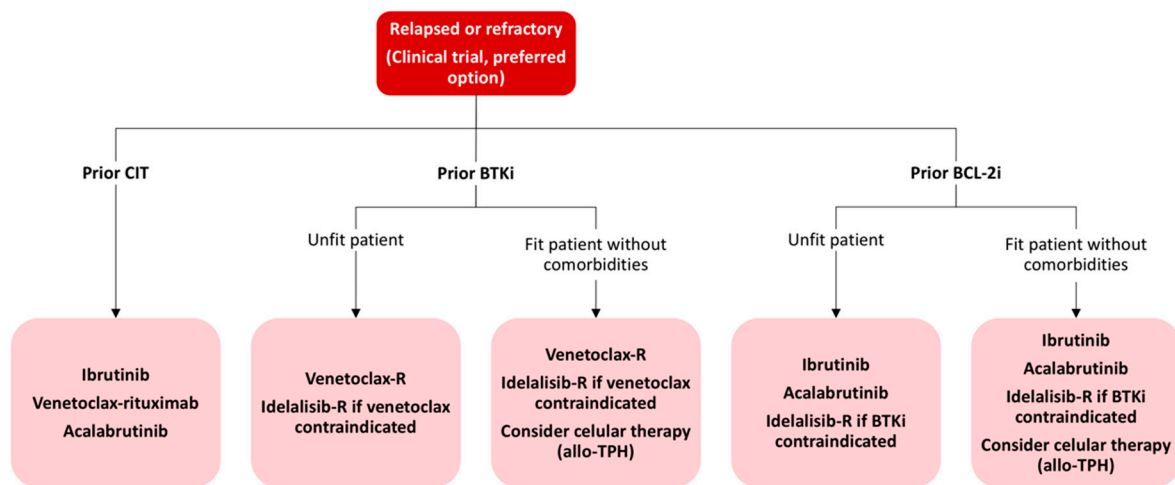 Relapsed or refractory
(Clinical trial, preferred
option)
Prior CIT
Prior BTKi
Prior BCL-2i
Unfit patient
Fit patient without
comorbidities
Unfit patient
Fit patient without
comorbidities
Ibrutinib
Venetoclax-rituximab
Acalabrutinib
Venetoclax-R
Idelalisib-R if venetoclax
contraindicated
Venetoclax-R
Idelalisib-R if venetoclax
contraindicated
Consider celular therapy
(allo-TPH)
Ibrutinib
Acalabrutinib
Idelalisib-R if BTKi
contraindicated
Ibrutinib
Acalabrutinib
Idelalisib-R if BTKi
contraindicated
Consider celular therapy
(allo-TPH)